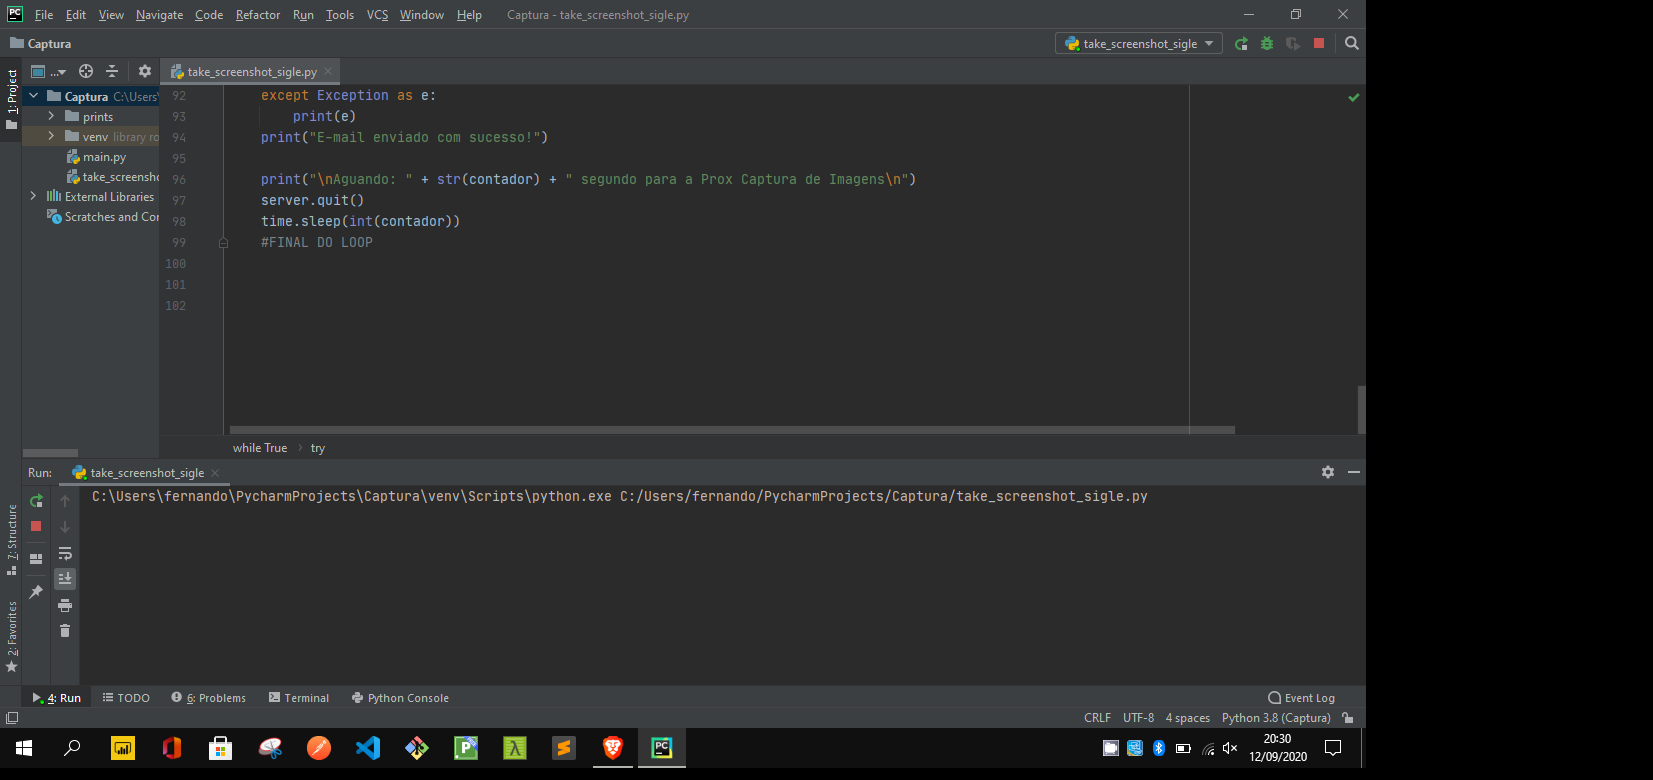 File Edit View Navigate Code Refactor Run Tools VCS Window Help Captura - take_screenshot_sigle.py
Captura take_screenshot_sigle
1: Project
... take_screenshot_sigle.py
Captura C:\Users\
prints
venv library ro
main.py
take_screensho
External Libraries
Scratches and Cor
92 except Exception as e:
93 print(e)
94 print("E-mail enviado com sucesso!")
95
96 print("\nAguando: " + str(contador) + " segundo para a Prox Captura de Imagens\n")
97 server.quit()
98 time.sleep(int(contador))
99 #FINAL DO LOOP
100
101
102
while True › try
Run: take_screenshot_sigle
C:\Users\fernando\PycharmProjects\Captura\venv\Scripts\python.exe C:/Users/fernando/PycharmProjects/Captura/take_screenshot_sigle.py
7: Structure
2: Favorites
4: Run TODO 6: Problems Terminal Python Console Event Log
CRLF UTF-8 4 spaces Python 3.8 (Captura)
20:30
12/09/2020